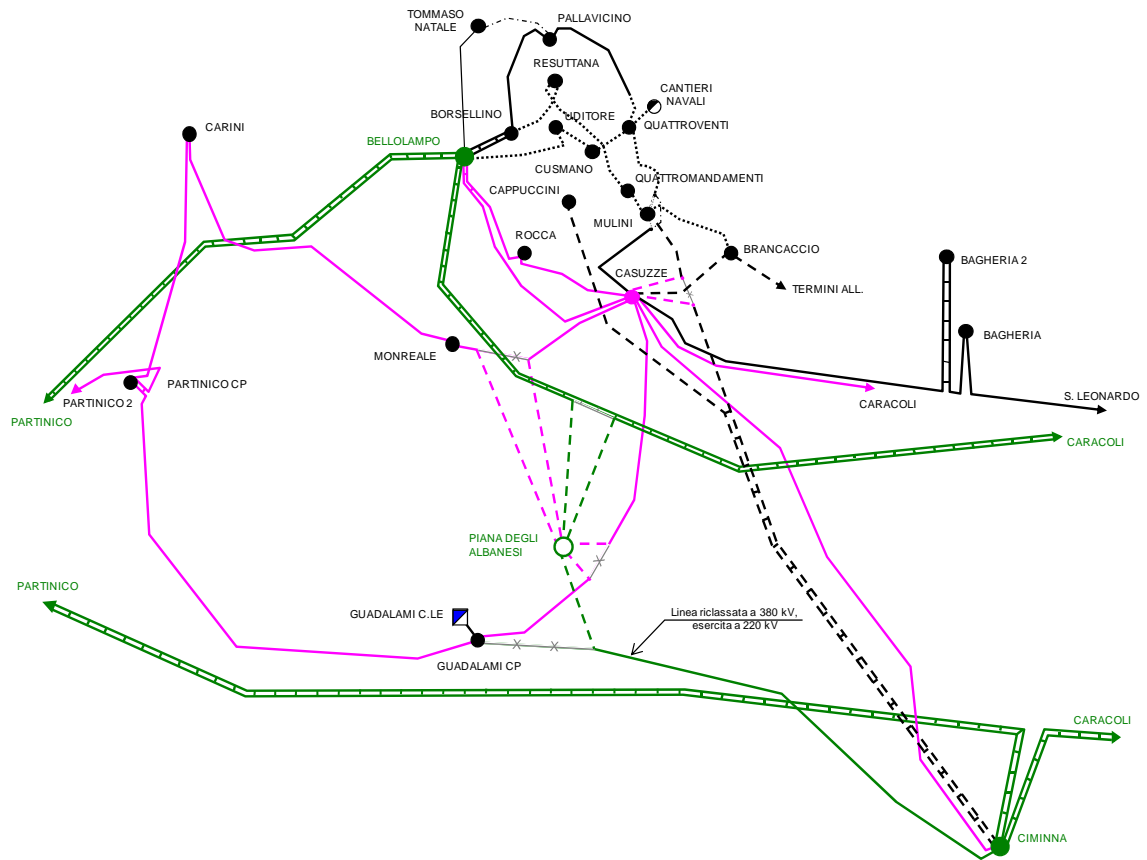 TOMMASO
NATALE
PALLAVICINO
RESUTTANA
CANTIERI
NAVALI
BORSELLINO
UDITORE
CARINI
QUATTROVENTI
BELLOLAMPO
CUSMANO
QUATTROMANDAMENTI
CAPPUCCINI
MULINI
ROCCA
BRANCACCIO
CASUZZE
BAGHERIA 2
TERMINI ALL.
BAGHERIA
MONREALE
PARTINICO CP
PARTINICO 2
CARACOLI
S. LEONARDO
PARTINICO
CARACOLI
PIANA DEGLI
ALBANESI
PARTINICO
GUADALAMI C.LE
Linea riclassata a 380 kV,
esercita a 220 kV
GUADALAMI CP
CARACOLI
CIMINNA